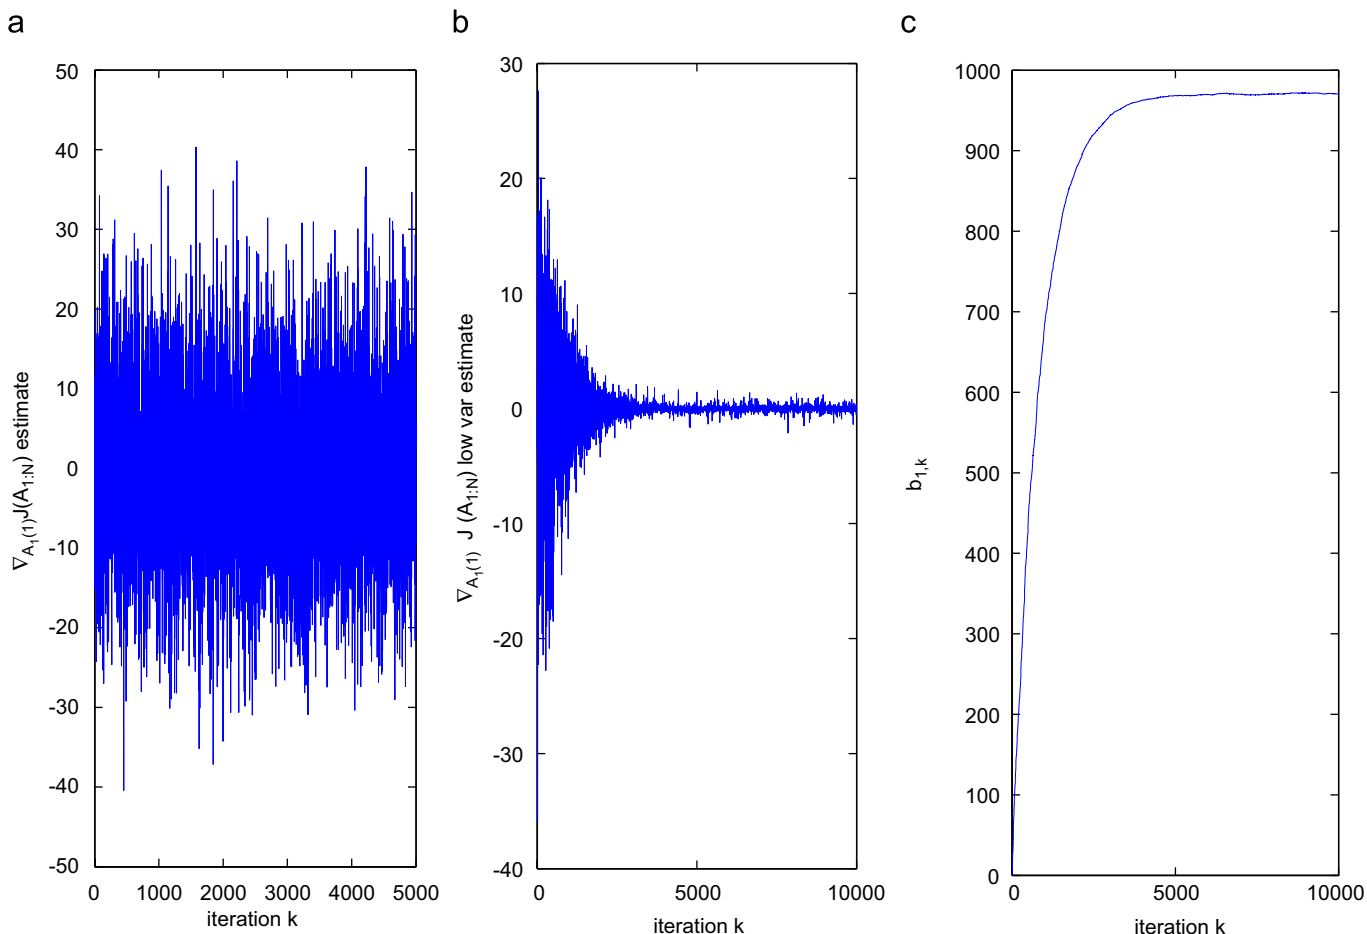 a
50
40
30
20
10
0
-10
-20
-30
-40
-50
∇A₁(1)J(A₁:N) estimate
0 1000 2000 3000 4000 5000
iteration k
b
30
20
10
0
-10
-20
-30
-40
∇A₁(1) J (A₁:N) low var estimate
0 5000 10000
iteration k
c
1000
900
800
700
600
500
400
300
200
100
0
b₁,k
0 5000 10000
iteration k